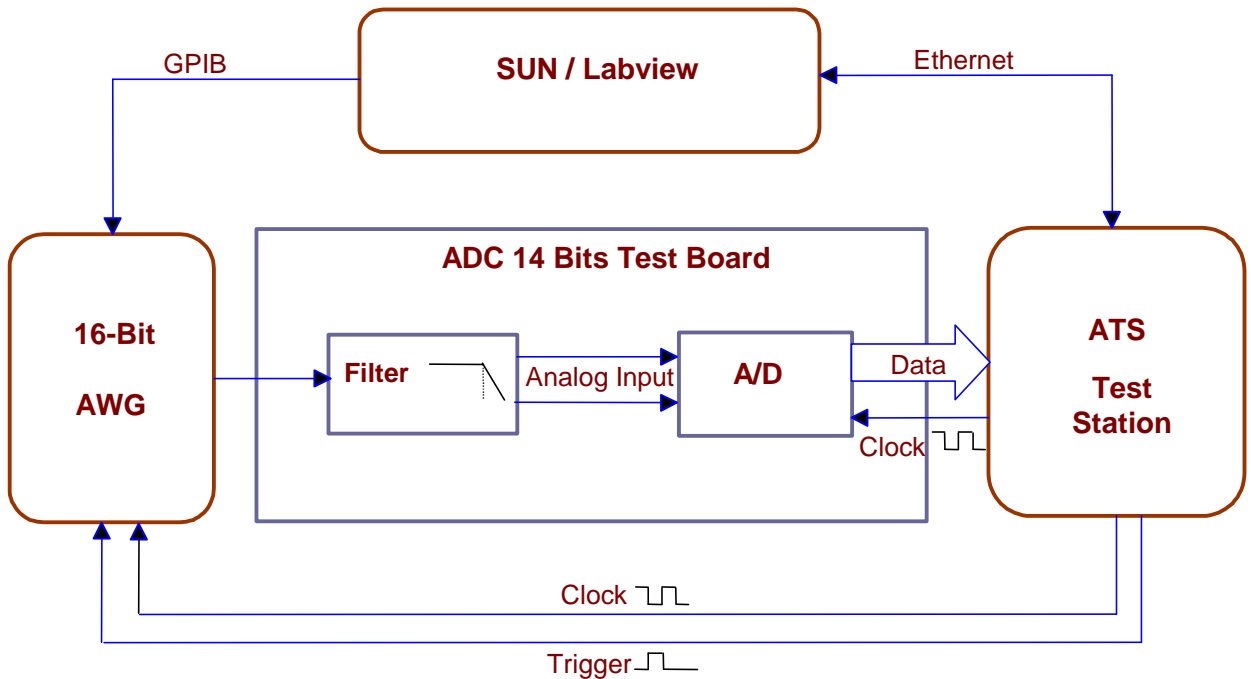 SUN / Labview
GPIB
Ethernet
ADC 14 Bits Test Board
16-Bit
AWG
Filter
Analog Input
A/D
Data
Clock
ATS
Test
Station
Clock
Trigger